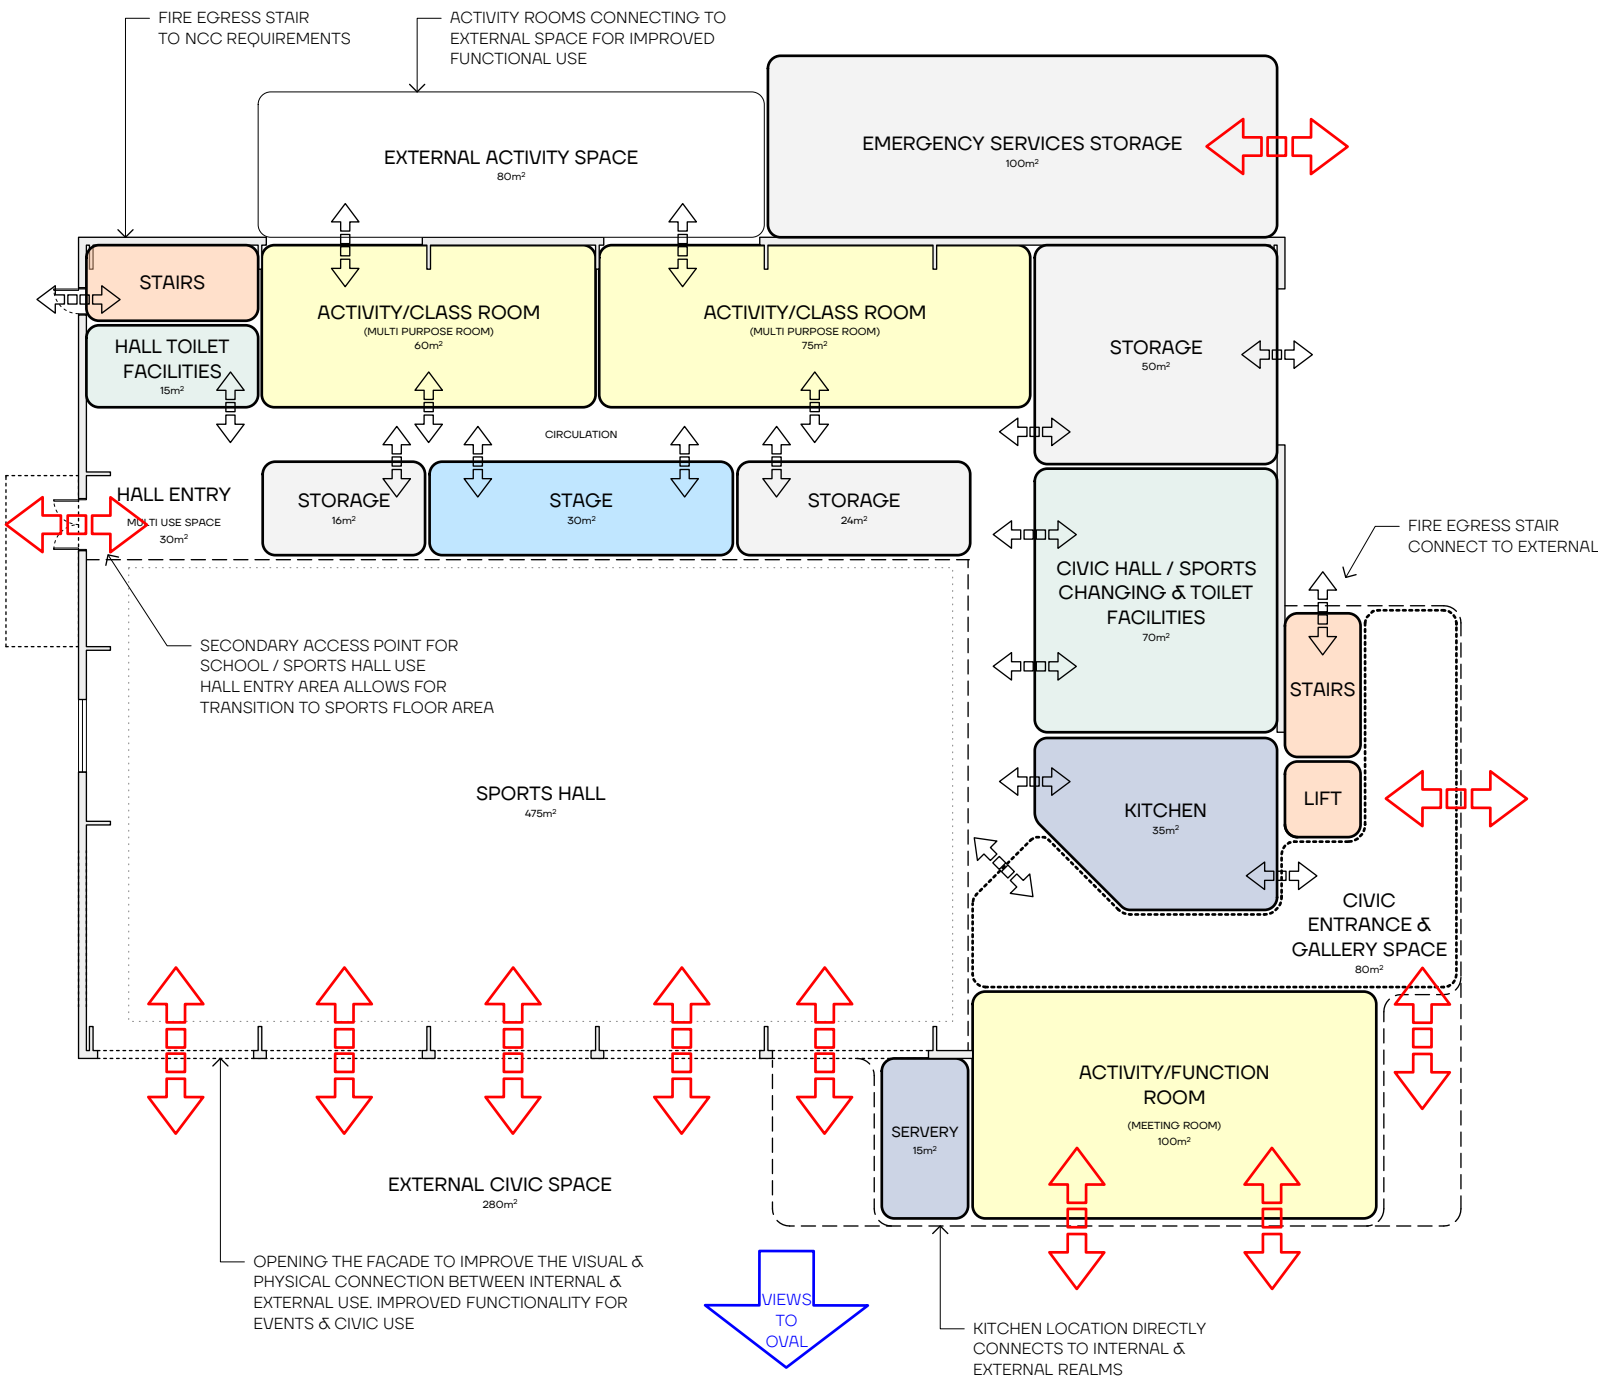 FIRE EGRESS STAIR
TO NCC REQUIREMENTS
ACTIVITY ROOMS CONNECTING TO
EXTERNAL SPACE FOR IMPROVED
FUNCTIONAL USE
EXTERNAL ACTIVITY SPACE
80m²
EMERGENCY SERVICES STORAGE
100m²
STAIRS
HALL TOILET
FACILITIES
15m²
ACTIVITY/CLASS ROOM
(MULTI PURPOSE ROOM)
60m²
ACTIVITY/CLASS ROOM
(MULTI PURPOSE ROOM)
75m²
STORAGE
50m²
CIRCULATION
HALL ENTRY
MULTI USE SPACE
30m²
STORAGE
16m²
STAGE
30m²
STORAGE
24m²
FIRE EGRESS STAIR
CONNECT TO EXTERNAL
CIVIC HALL / SPORTS
CHANGING & TOILET
FACILITIES
70m²
SECONDARY ACCESS POINT FOR
SCHOOL / SPORTS HALL USE
HALL ENTRY AREA ALLOWS FOR
TRANSITION TO SPORTS FLOOR AREA
STAIRS
SPORTS HALL
475m²
KITCHEN
35m²
LIFT
CIVIC
ENTRANCE &
GALLERY SPACE
80m²
ACTIVITY/FUNCTION
ROOM
(MEETING ROOM)
100m²
SERVERY
15m²
EXTERNAL CIVIC SPACE
280m²
OPENING THE FACADE TO IMPROVE THE VISUAL &
PHYSICAL CONNECTION BETWEEN INTERNAL &
EXTERNAL USE. IMPROVED FUNCTIONALITY FOR
EVENTS & CIVIC USE
VIEWS
TO
OVAL
KITCHEN LOCATION DIRECTLY
CONNECTS TO INTERNAL &
EXTERNAL REALMS